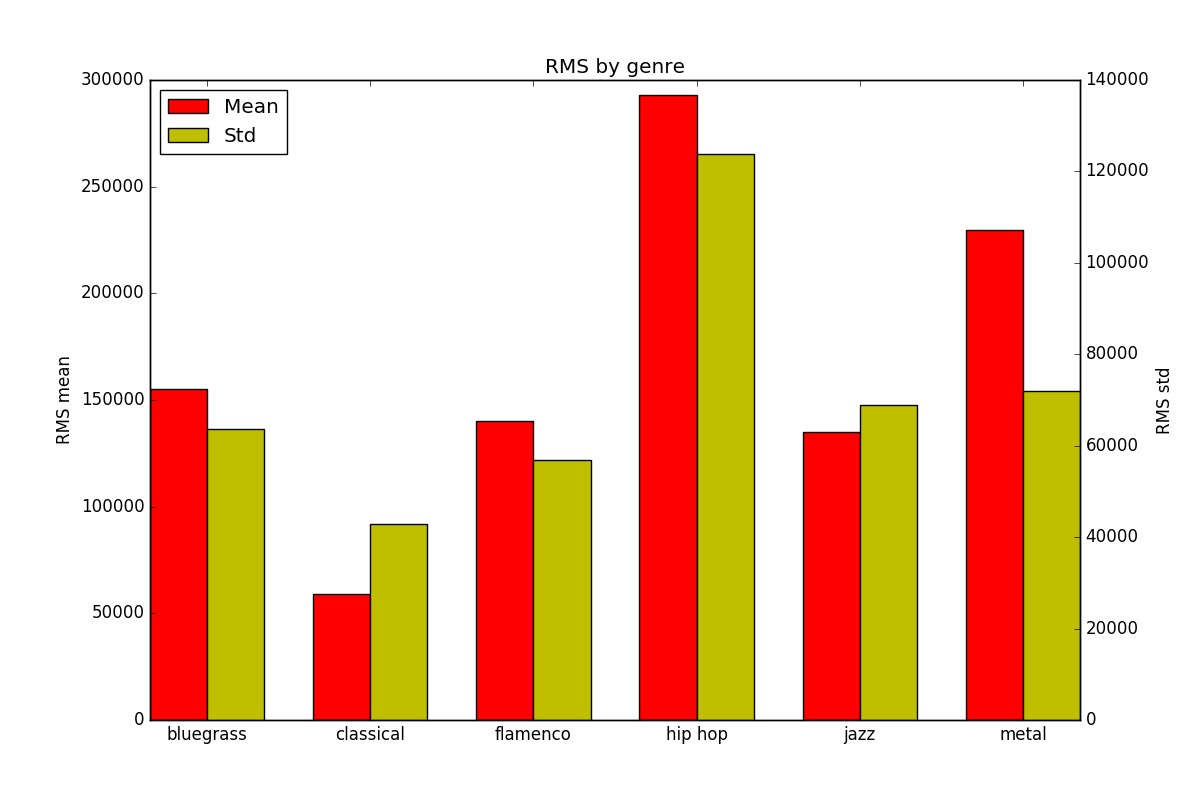 RMS by genre
Mean
Std
300000
250000
200000
150000
100000
50000
0
RMS mean
140000
120000
100000
80000
60000
40000
20000
0
RMS std
bluegrass classical flamenco hip hop jazz metal